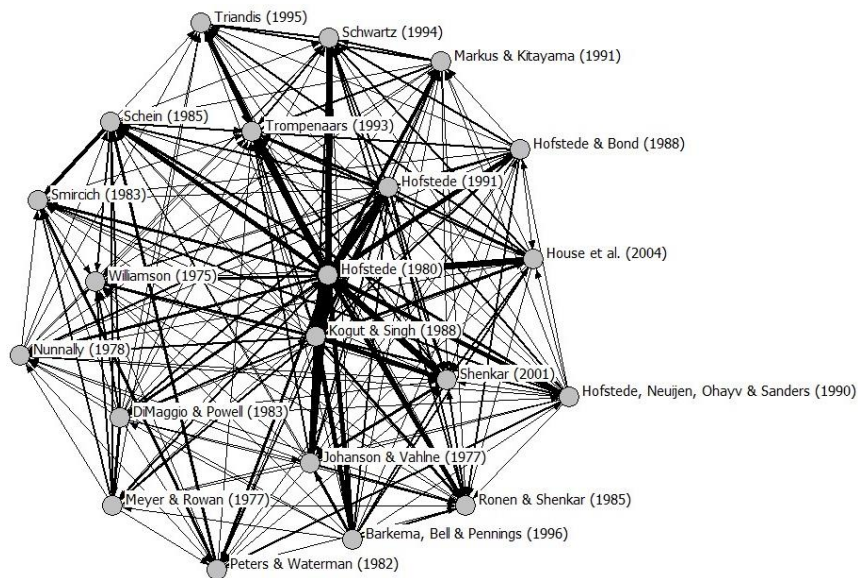 Triandis (1995)
Schwartz (1994)
Markus & Kitayama (1991)
Schein (1985)
Trompenaars (1993)
Hofstede & Bond (1988)
Hofstede (1991)
Smircich (1983)
House et al. (2004)
Hofstede (1980)
Williamson (1975)
Kogut & Singh (1988)
Nunnally (1978)
Shenkar (2001)
Hofstede, Neuijen, Ohayv & Sanders (1990)
DiMaggio & Powell (1983)
Johanson & Vahlne (1977)
Meyer & Rowan (1977)
Ronen & Shenkar (1985)
Barkema, Bell & Pennings (1996)
Peters & Waterman (1982)